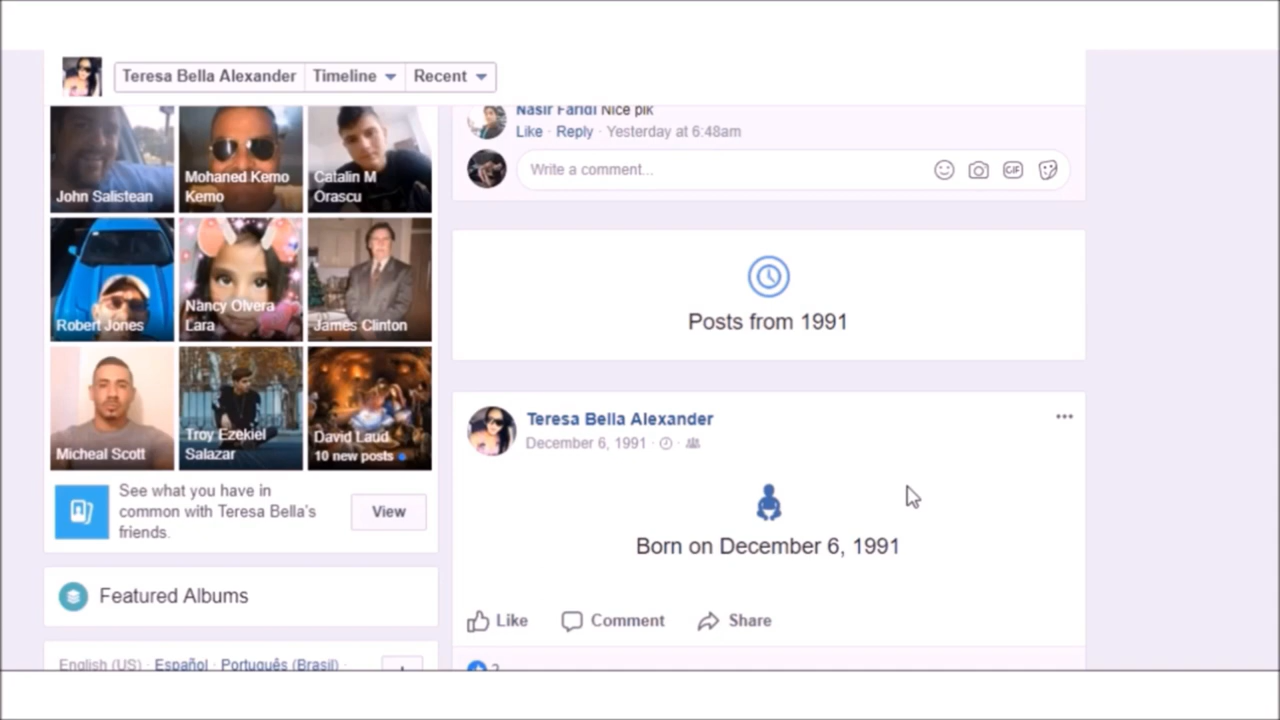 Teresa Bella Alexander Timeline Recent
John Salistean
Mohaned Kemo
Kemo
Catalin M
Orascu
Robert Jones
Nancy Olvera
Lara
James Clinton
Micheal Scott
Troy Ezekiel
Salazar
David Laud
10 new posts
See what you have in
common with Teresa Bella's
friends.
View
Featured Albums
English (US) · Español · Português (Brasil) ·
Nasir Faridi Nice pik
Like · Reply · Yesterday at 6:48am
Write a comment...
GIF
Posts from 1991
Teresa Bella Alexander
December 6, 1991
Born on December 6, 1991
Like Comment Share